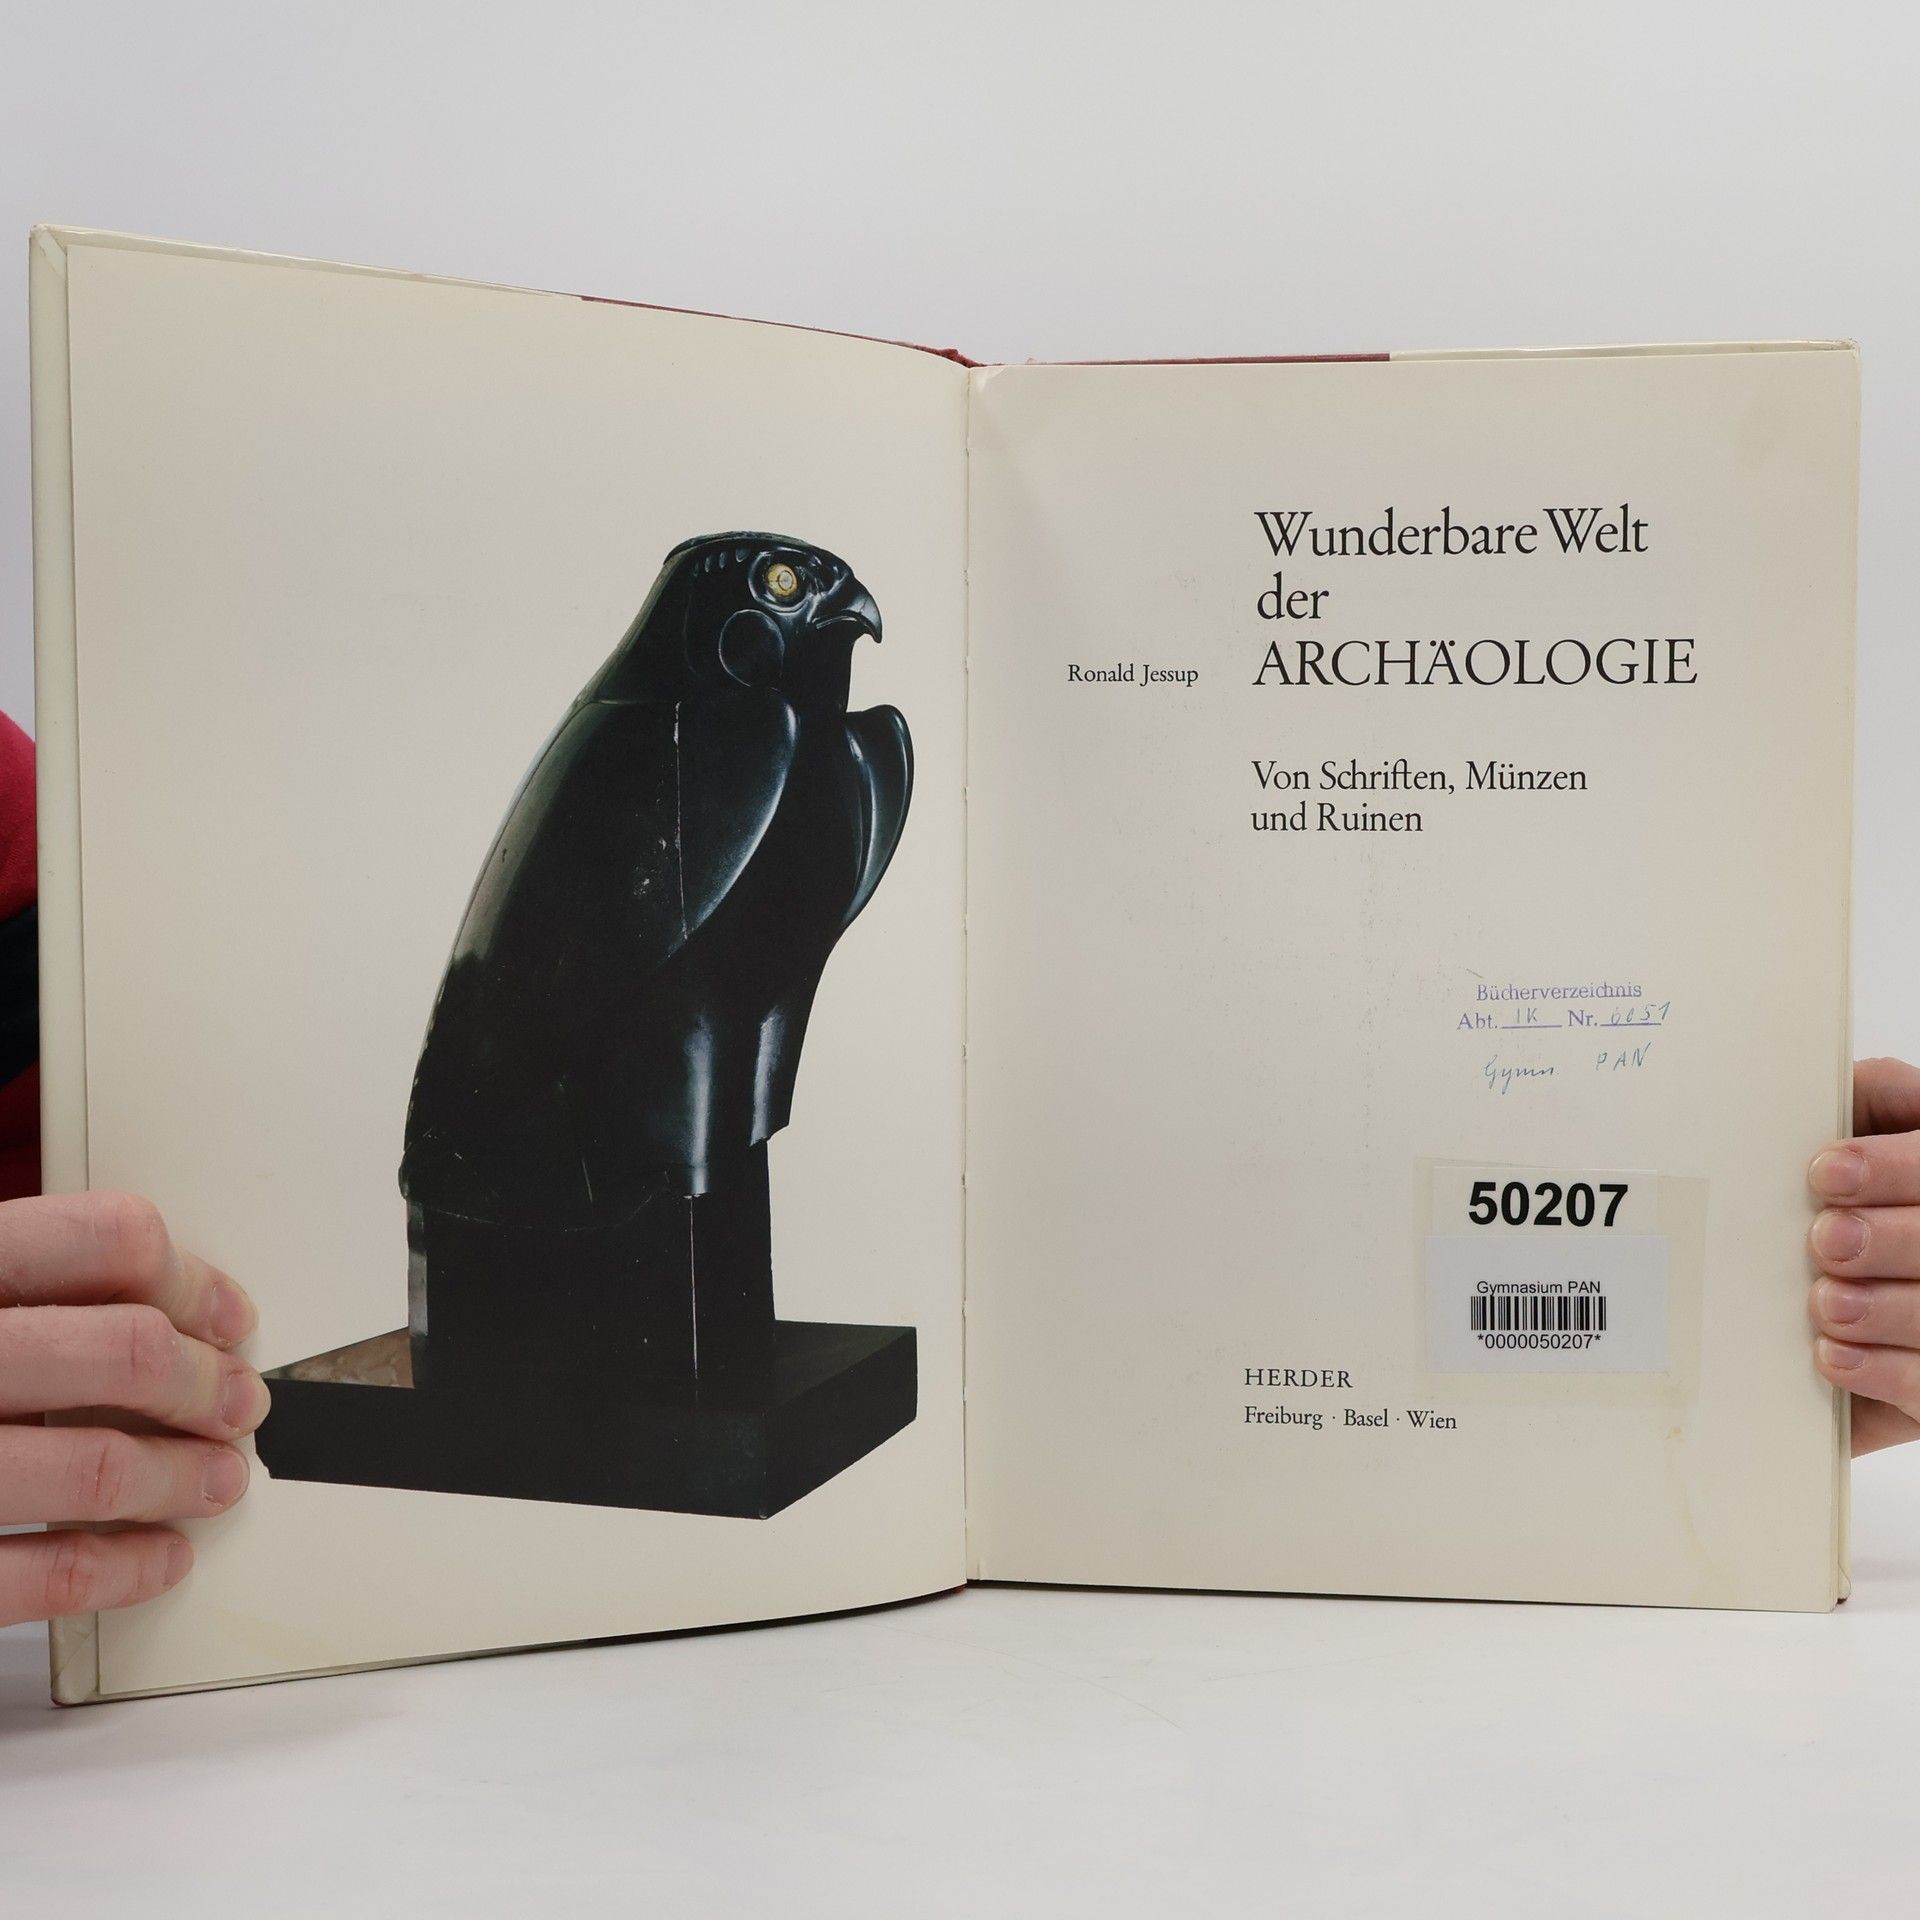 Wunderbare Welt
der
Ronald Jessup ARCHÄOLOGIE
Von Schriften, Münzen
und Ruinen
Bücherverzeichnis
Abt. IK Nr. 6051
Gymn PAN
50207
Gymnasium PAN
*0000050207*
HERDER
Freiburg · Basel · Wien